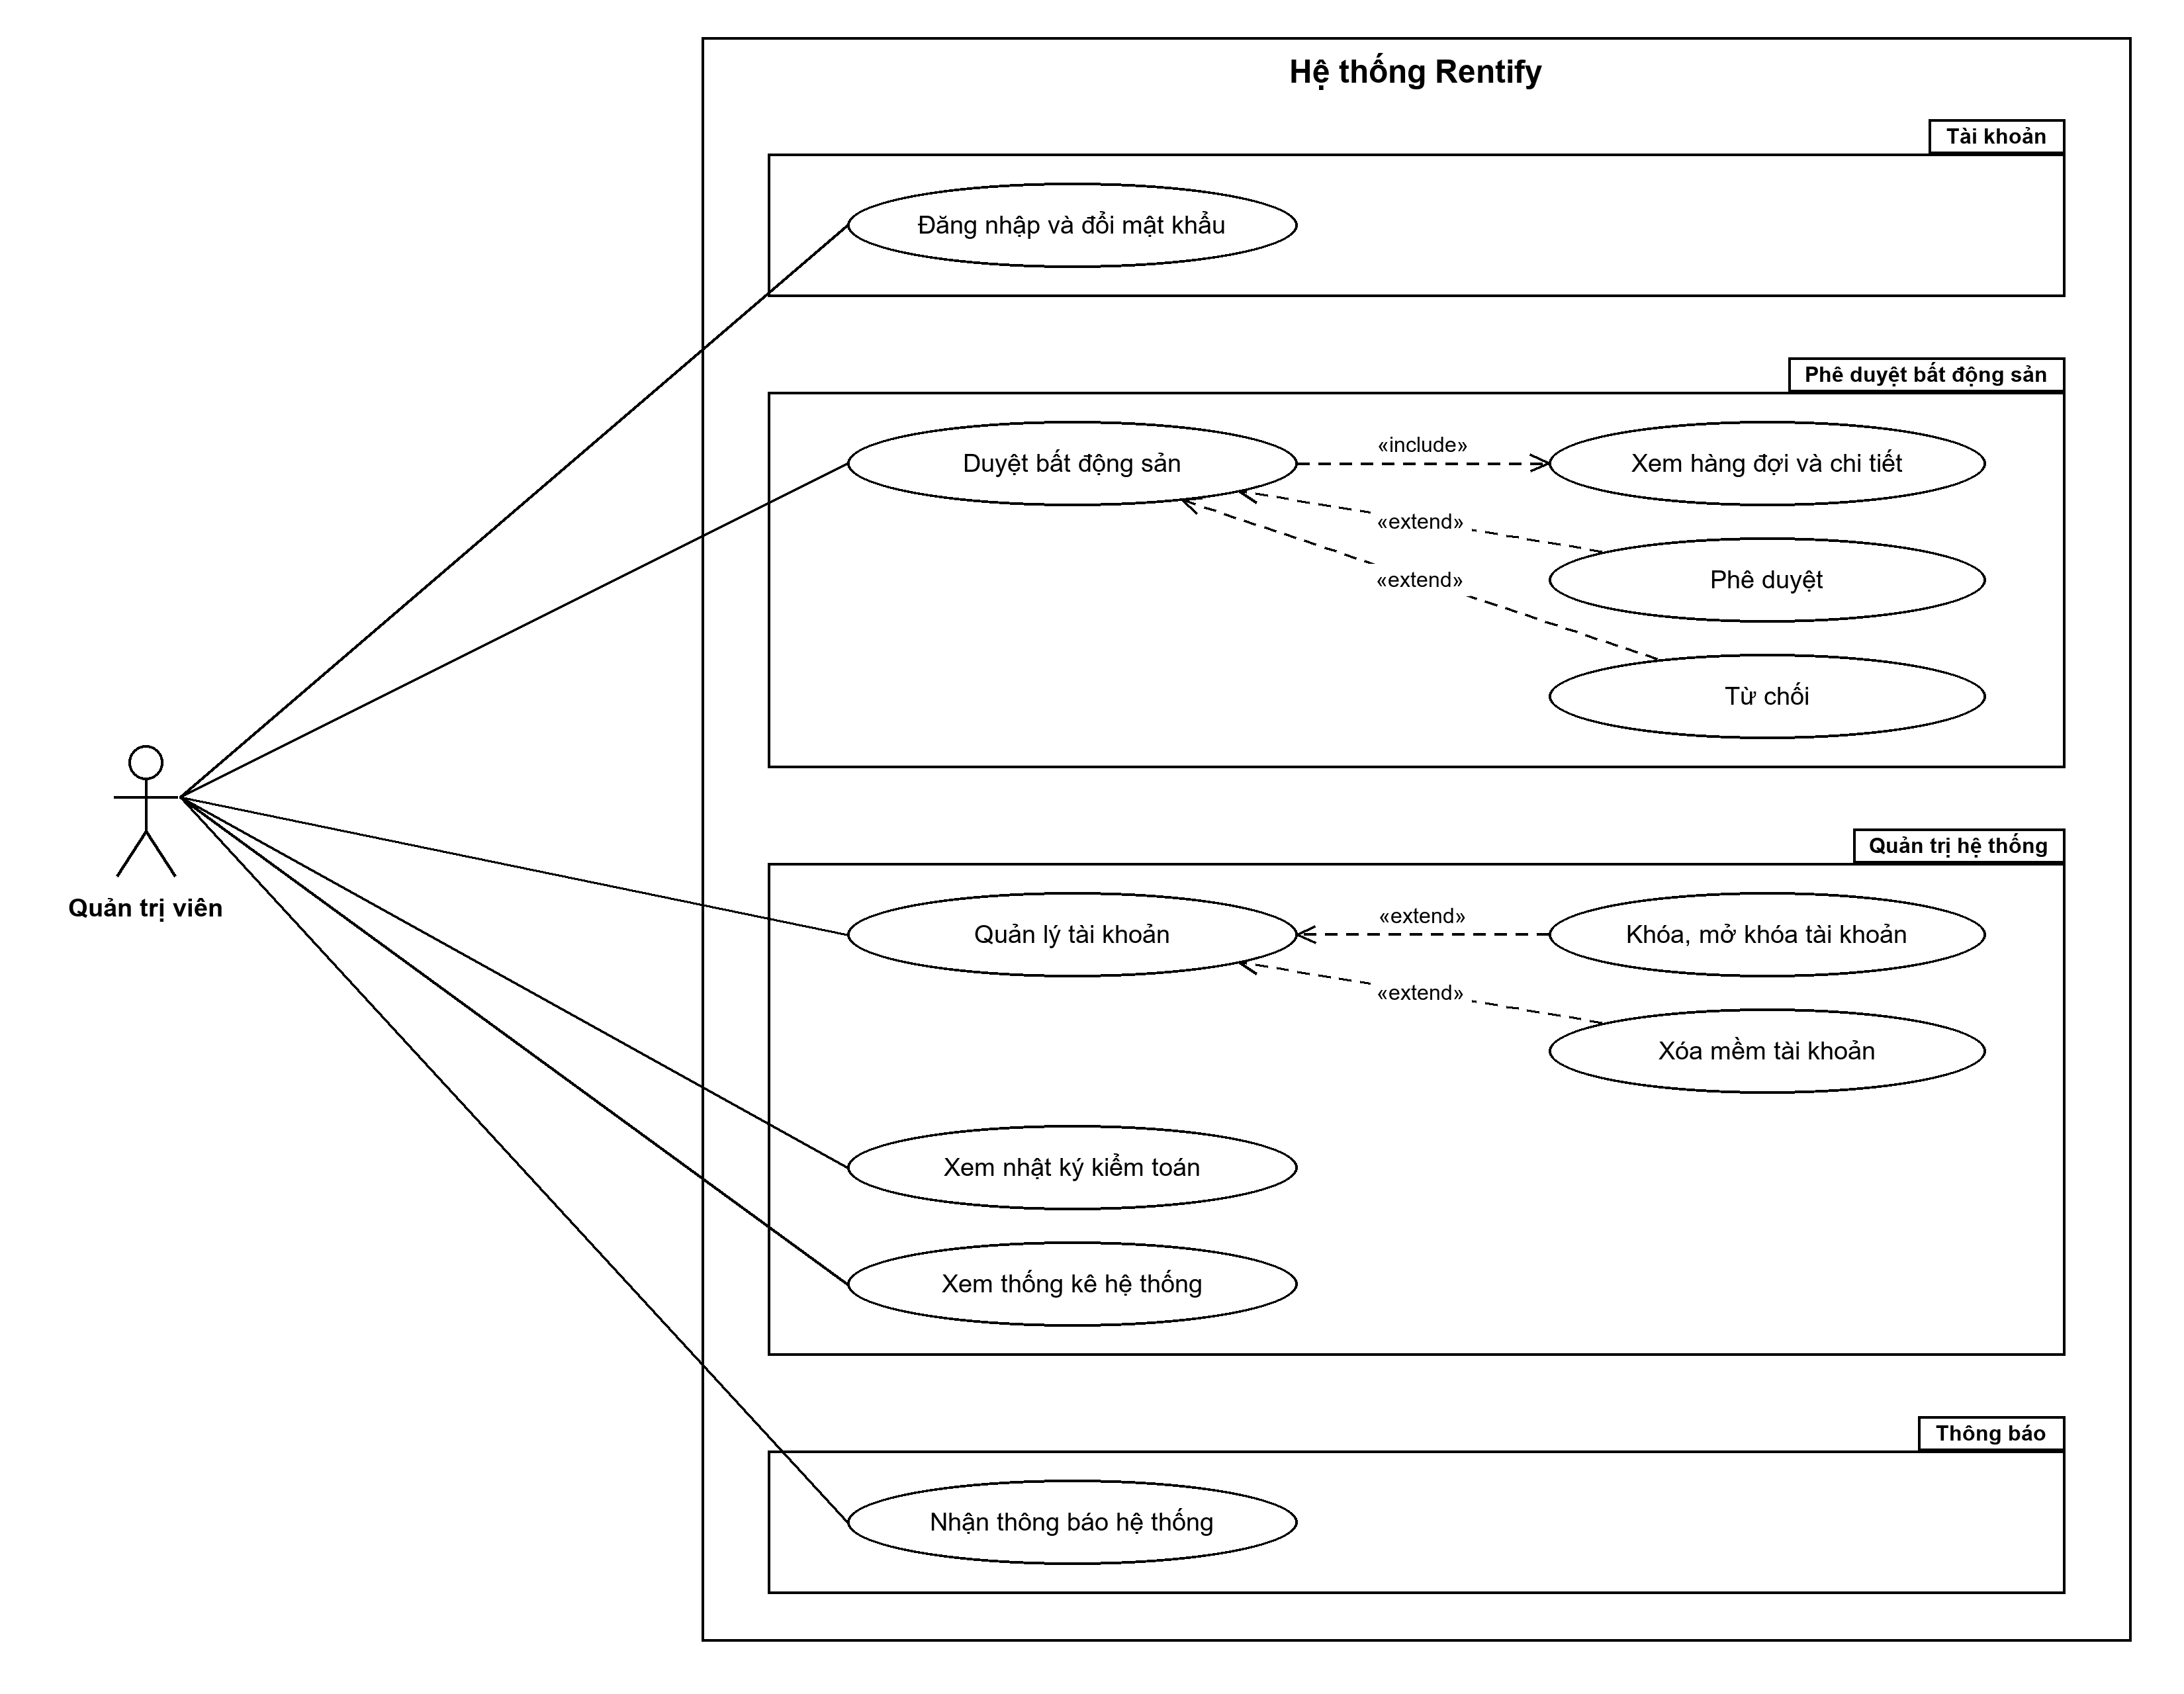 Hệ thống Rentify
Tài khoản
Đăng nhập và đổi mật khẩu
Phê duyệt bất động sản
Duyệt bất động sản
«include»
Xem hàng đợi và chi tiết
«extend»
Phê duyệt
«extend»
Từ chối
Quản trị viên
Quản trị hệ thống
Quản lý tài khoản
«extend»
Khóa, mở khóa tài khoản
«extend»
Xóa mềm tài khoản
Xem nhật ký kiểm toán
Xem thống kê hệ thống
Thông báo
Nhận thông báo hệ thống